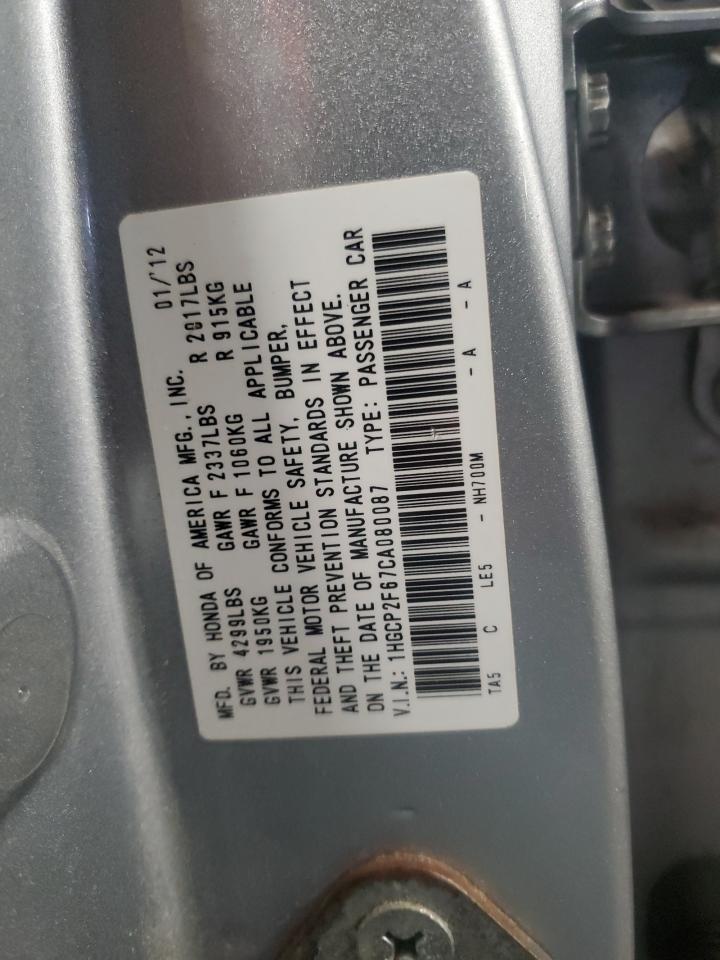 MFD. BY HONDA OF AMERICA MFG., INC. 01/'12
GVWR 4299LBS GAWR F 2337LBS R 2017LBS
GVWR 1950KG GAWR F 1060KG R 915KG
THIS VEHICLE CONFORMS TO ALL APPLICABLE
FEDERAL MOTOR VEHICLE SAFETY, BUMPER,
AND THEFT PREVENTION STANDARDS IN EFFECT
ON THE DATE OF MANUFACTURE SHOWN ABOVE.
V.I.N.: 1HGCP2F67CA080087 TYPE: PASSENGER CAR
TA5 C LE5 - NH700M - A - A